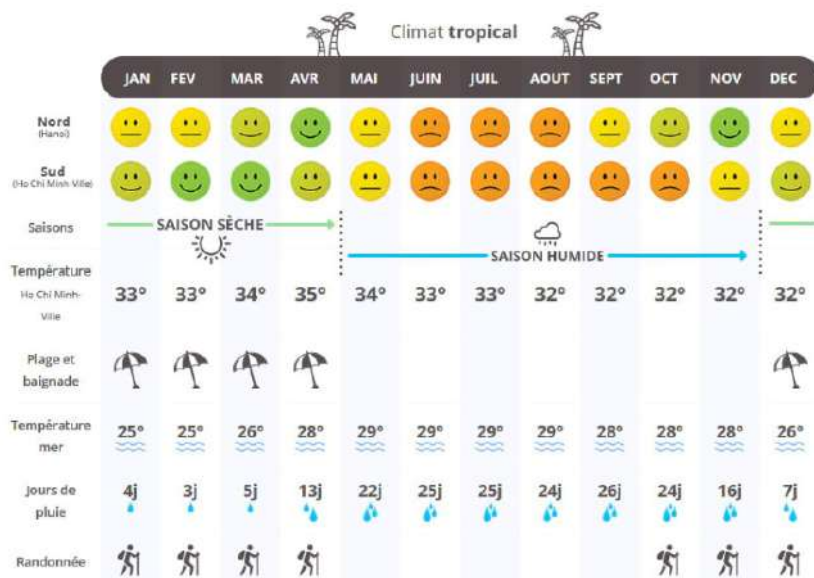 Climat tropical
JAN FEV MAR AVR MAI JUIN JUIL AOUT SEPT OCT NOV DEC
Nord
(Hanoi)
Sud
(Ho Chi Minh Ville)
Saisons
SAISON SÈCHE
SAISON HUMIDE
Température
Ho Chi Minh-
Ville
33° 33° 34° 35° 34° 33° 33° 32° 32° 32° 32° 32°
Plage et
baignade
Température
mer
25° 25° 26° 28° 29° 29° 29° 29° 28° 28° 28° 26°
Jours de
pluie
4j 3j 5j 13j 22j 25j 25j 24j 26j 24j 16j 7j
Randonnée